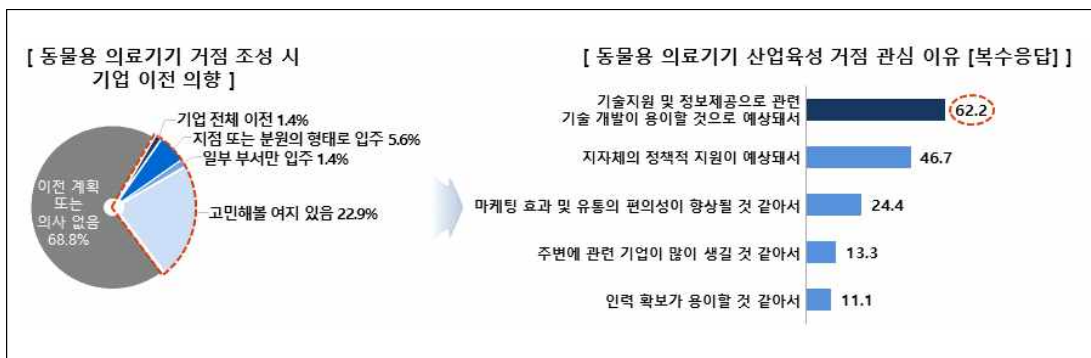 [ 동물용 의료기기 거점 조성 시
기업 이전 의향 ]
기업 전체 이전 1.4%
지점 또는 분원의 형태로 입주 5.6%
일부 부서만 입주 1.4%
이전 계획
또는
의사 없음
68.8%
고민해볼 여지 있음 22.9%
[ 동물용 의료기기 산업육성 거점 관심 이유 [복수응답] ]
기술지원 및 정보제공으로 관련
기술 개발이 용이할 것으로 예상돼서
62.2
지자체의 정책적 지원이 예상돼서
46.7
마케팅 효과 및 유통의 편의성이 향상될 것 같아서
24.4
주변에 관련 기업이 많이 생길 것 같아서
13.3
인력 확보가 용이할 것 같아서
11.1